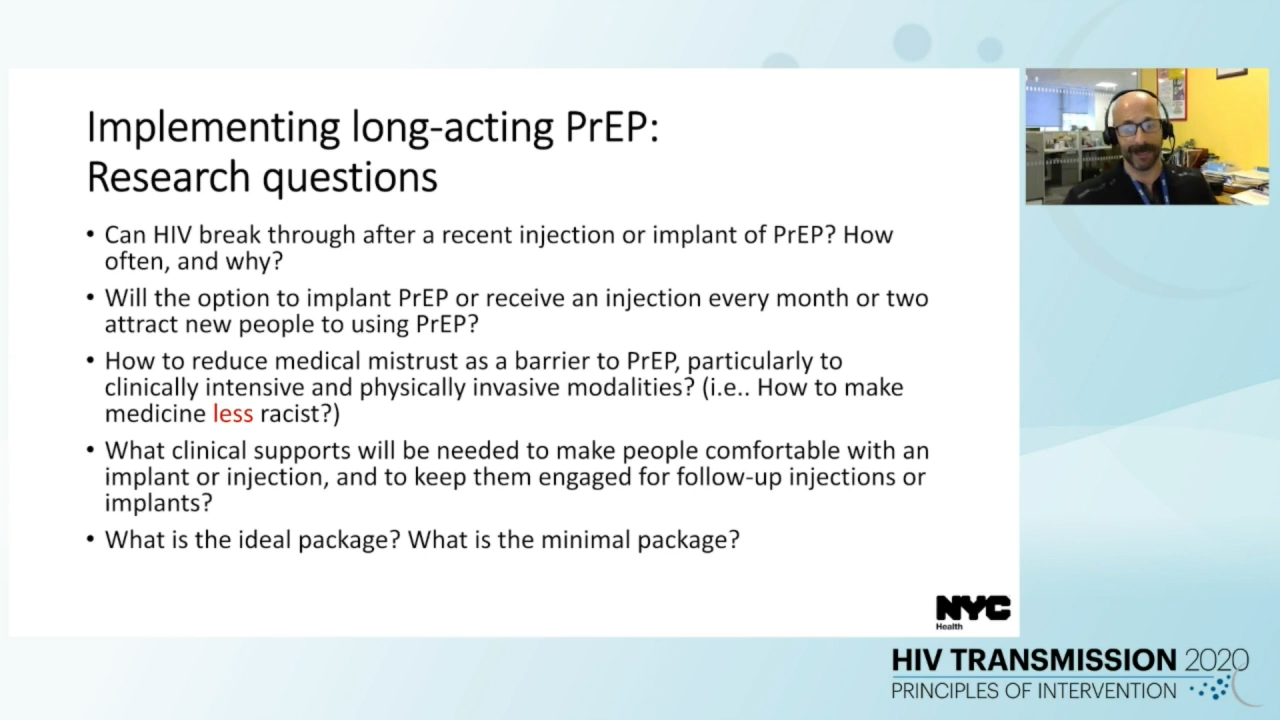 Implementing long-acting PrEP:
Research questions
• Can HIV break through after a recent injection or implant of PrEP? How
often, and why?
• Will the option to implant PrEP or receive an injection every month or two
attract new people to using PrEP?
• How to reduce medical mistrust as a barrier to PrEP, particularly to
clinically intensive and physically invasive modalities? (i.e.. How to make
medicine less racist?)
• What clinical supports will be needed to make people comfortable with an
implant or injection, and to keep them engaged for follow-up injections or
implants?
• What is the ideal package? What is the minimal package?
NYC
Health
HIV TRANSMISSION 2020
PRINCIPLES OF INTERVENTION